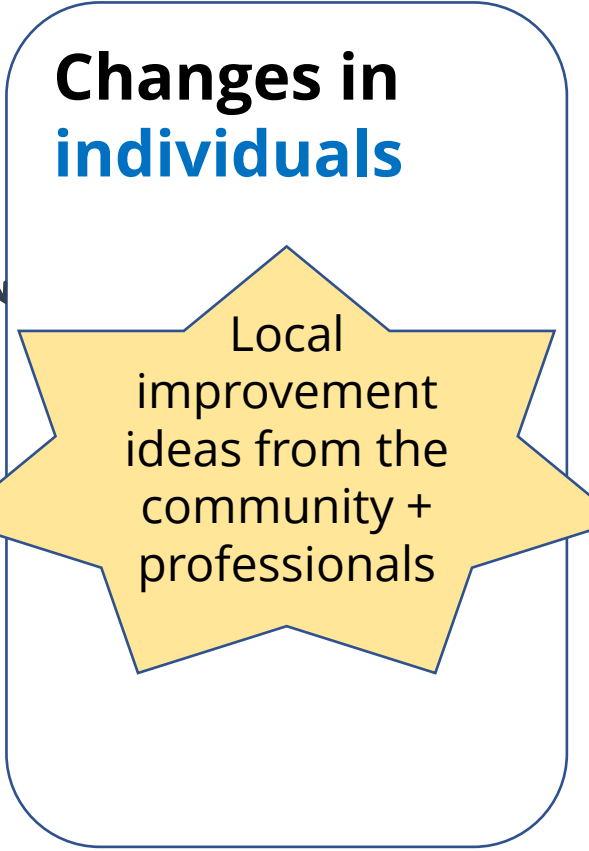 Changes in
individuals
Local
improvement
ideas from the
community +
professionals